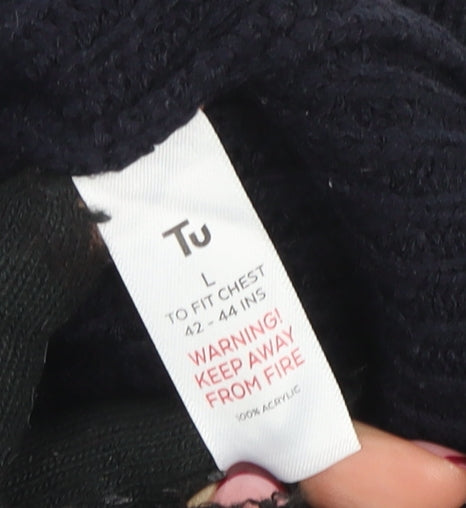 Tu
L
TO FIT CHEST
42 - 44 INS
WARNING!
KEEP AWAY
FROM FIRE
100% ACRYLIC